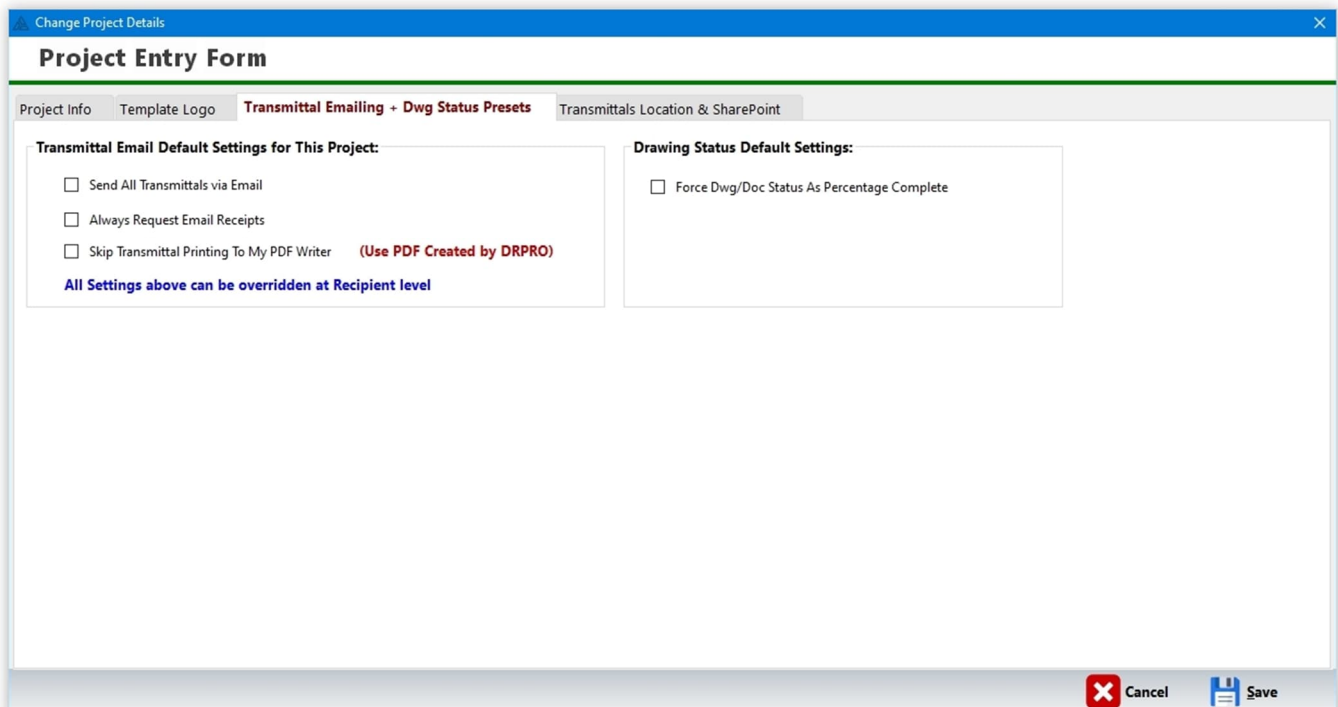 Change Project Details
Project Entry Form
Project Info Template Logo Transmittal Emailing + Dwg Status Presets Transmittals Location & SharePoint
Transmittal Email Default Settings for This Project:
Send All Transmittals via Email
Always Request Email Receipts
Skip Transmittal Printing To My PDF Writer (Use PDF Created by DRPRO)
All Settings above can be overridden at Recipient level
Drawing Status Default Settings:
Force Dwg/Doc Status As Percentage Complete
Cancel Save